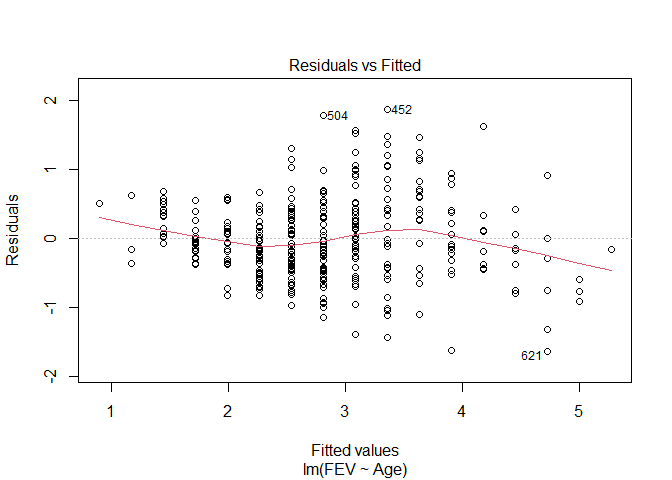 Residuals vs Fitted
Residuals
2
1
0
-1
-2
504
452
621
1 2 3 4 5
Fitted values
lm(FEV ~ Age)